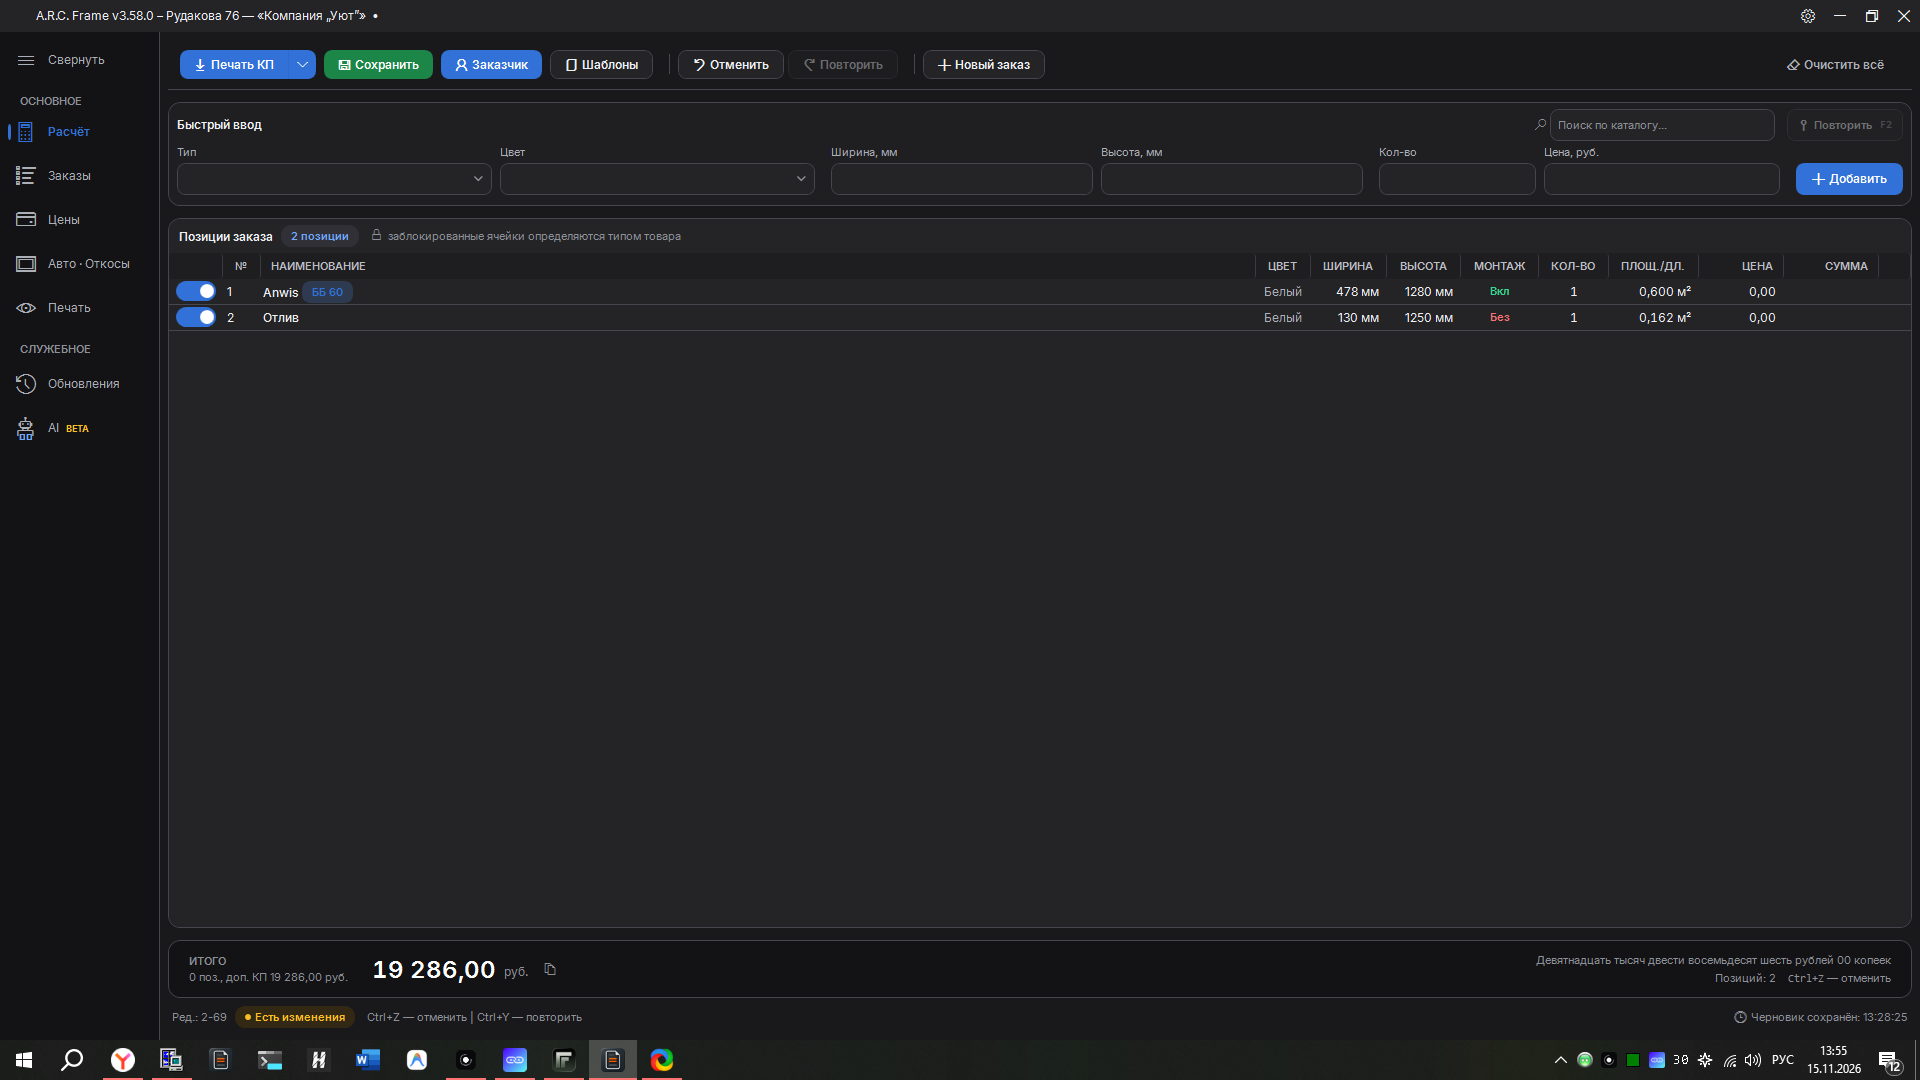 A.R.C. Frame v3.58.0 – Рудакова 76 — «Компания „Уют"» •
Свернуть
ОСНОВНОЕ
Расчёт
Заказы
Цены
Авто · Откосы
Печать
СЛУЖЕБНОЕ
Обновления
AI BETA
Печать КП Сохранить Заказчик Шаблоны Отменить Повторить Новый заказ Очистить всё
Быстрый ввод Поиск по каталогу... Повторить F2
Тип Цвет Ширина, мм Высота, мм Кол-во Цена, руб.
Добавить
Позиции заказа 2 позиции заблокированные ячейки определяются типом товара
№ НАИМЕНОВАНИЕ ЦВЕТ ШИРИНА ВЫСОТА МОНТАЖ КОЛ-ВО ПЛОЩ./ДЛ. ЦЕНА СУММА
1 Anwis ББ 60 Белый 478 мм 1280 мм Вкл 1 0,600 м² 0,00
2 Отлив Белый 130 мм 1250 мм Без 1 0,162 м² 0,00
ИТОГО
0 поз., доп. КП 19 286,00 руб.
19 286,00 руб.
Девятнадцать тысяч двести восемьдесят шесть рублей 00 копеек
Позиций: 2 Ctrl+Z — отменить
Ред.: 2-69 Есть изменения Ctrl+Z — отменить | Ctrl+Y — повторить Черновик сохранён: 13:28:25
30 РУС 13:55
15.11.2026
12